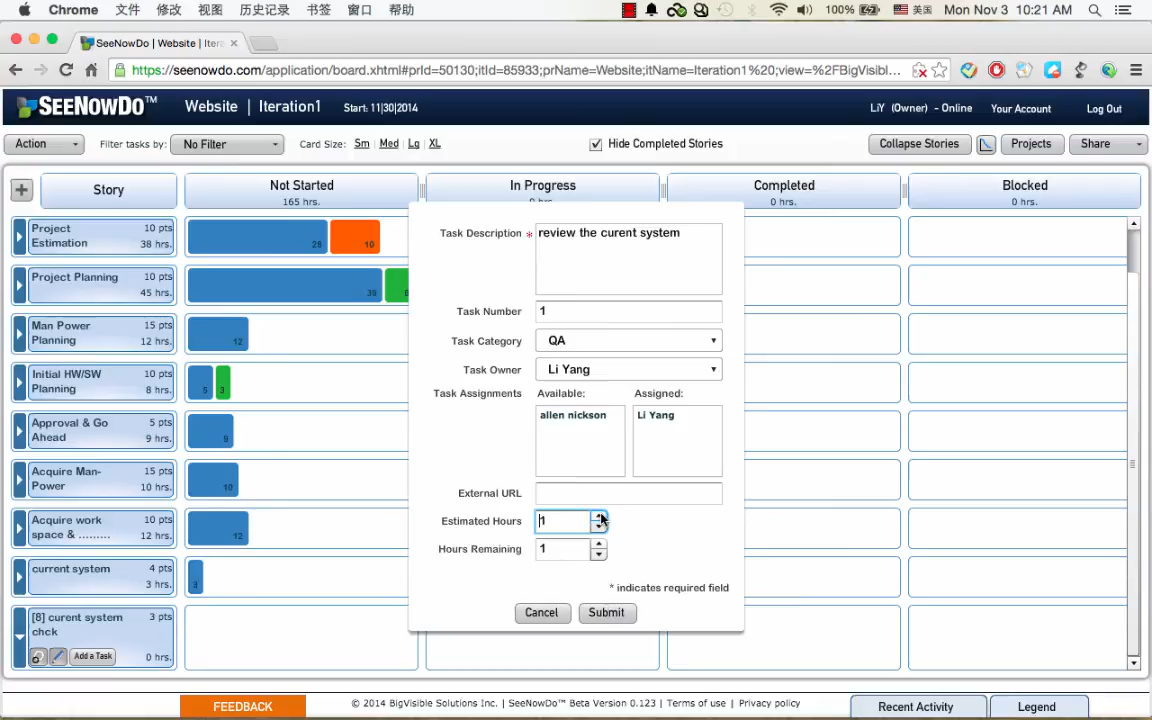 Chrome 文件 修改 视图 历史记录 书签 窗口 帮助 100% 美国 Mon Nov 3 10:21 AM
SeeNowDo | Website | Itera
https://seenowdo.com/application/board.xhtml#prId=50130;itId=85933;prName=Website;itName=Iteration1%20;view=%2FBigVisibl...
SEENOWDO™ Website | Iteration1 Start: 11/30/2014 LiY (Owner) - Online Your Account Log Out
Action Filter tasks by: No Filter Card Size: Sm Med Lg XL Hide Completed Stories Collapse Stories Projects Share
Story Not Started In Progress Completed Blocked
165 hrs. 0 hrs. 0 hrs.
Project 10 pts
Estimation 38 hrs.
28 10
Project Planning 10 pts
45 hrs.
39
Man Power 15 pts
Planning 12 hrs.
12
Initial HW/SW 10 pts
Planning 8 hrs.
5 3
Approval & Go 5 pts
Ahead 9 hrs.
9
Acquire Man- 15 pts
Power 10 hrs.
10
Acquire work 10 pts
space & ......... 12 hrs.
12
current system 4 pts
3 hrs.
3
[8] curent system 3 pts
chck
Add a Task 0 hrs.
Task Description * review the curent system
Task Number 1
Task Category QA
Task Owner Li Yang
Task Assignments Available: Assigned:
allen nickson Li Yang
External URL
Estimated Hours 1
Hours Remaining 1
* indicates required field
Cancel Submit
FEEDBACK © 2014 BigVisible Solutions Inc. | SeeNowDo™ Beta Version 0.123 | Terms of use | Privacy policy Recent Activity Legend